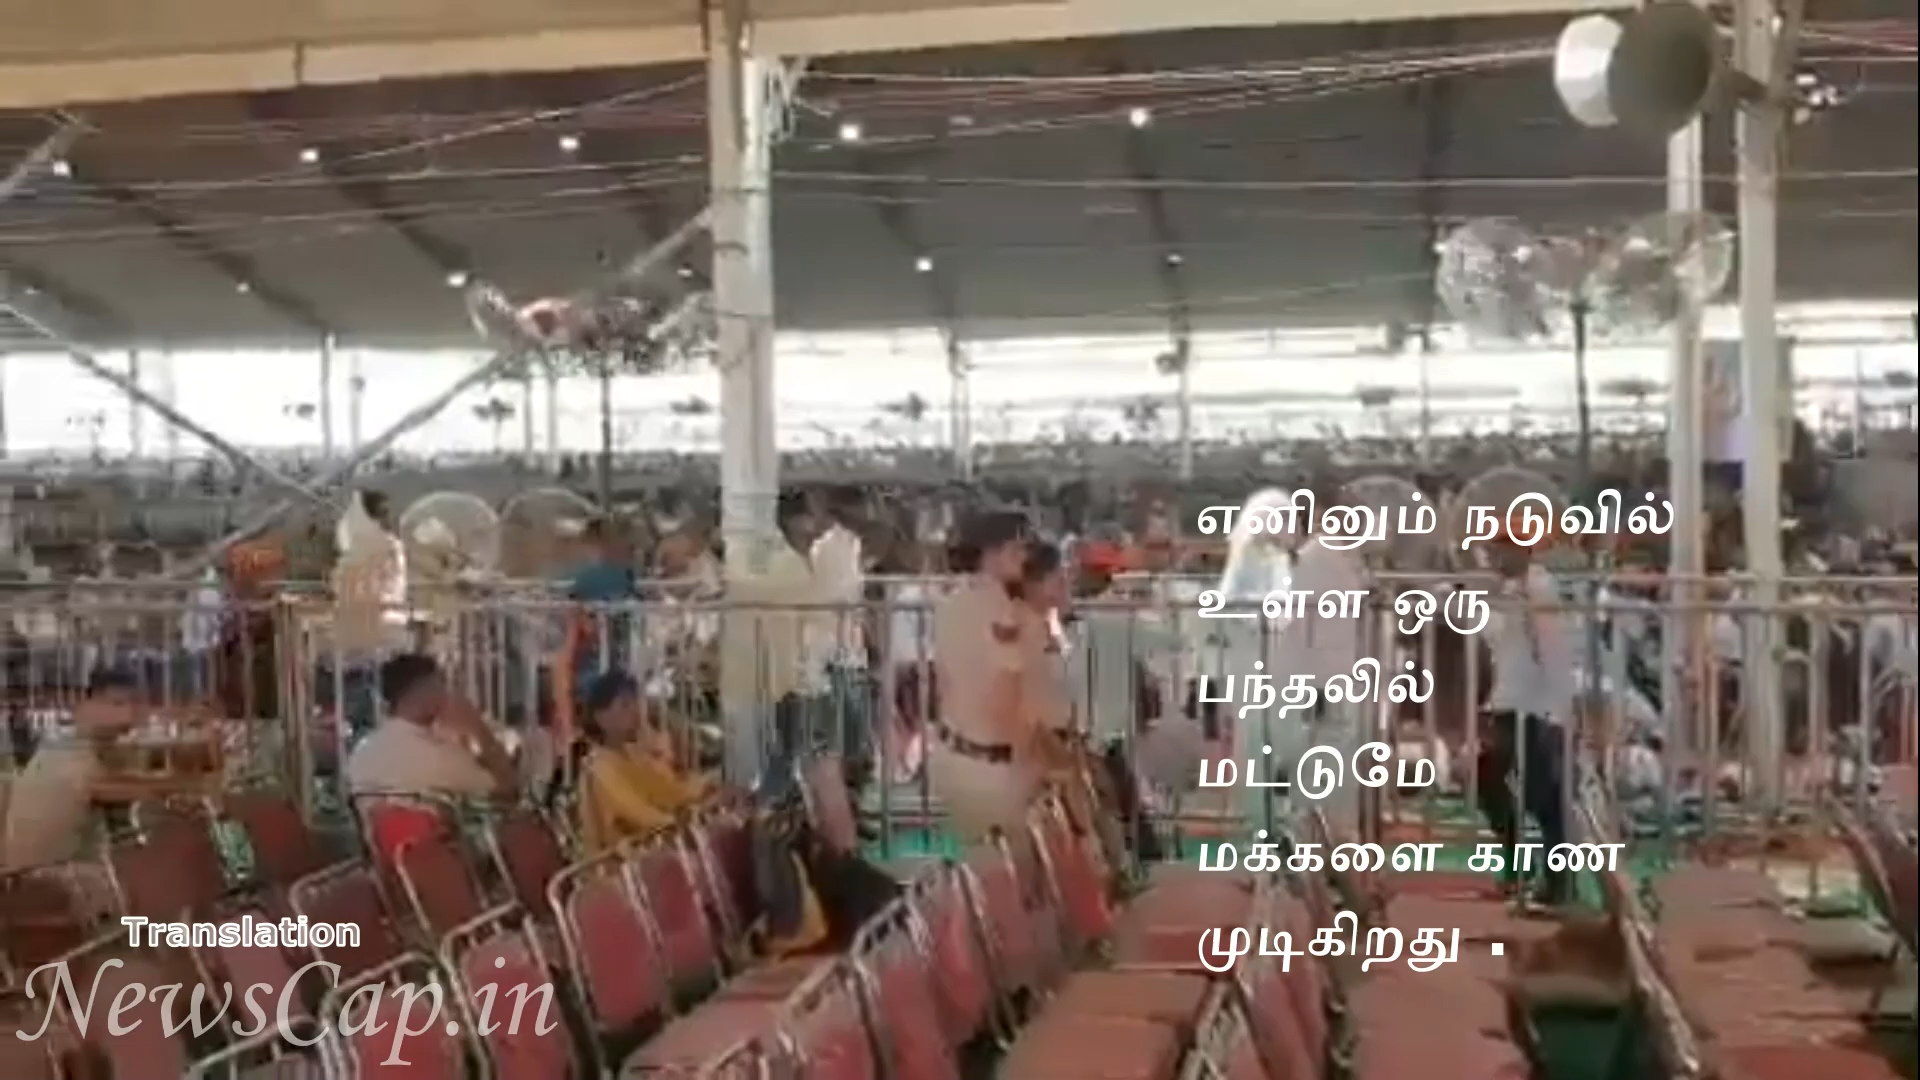 எனினும் நடுவில்
உள்ள ஒரு
பந்தலில்
மட்டுமே
மக்களை காண
முடிகிறது .
Translation
NewsCap.in